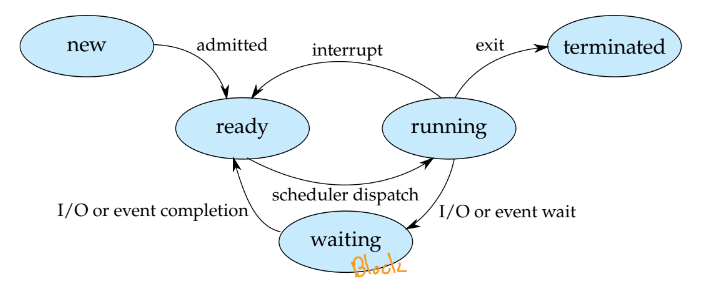 new
admitted
interrupt
exit
terminated
ready
running
scheduler dispatch
I/O or event completion
I/O or event wait
waiting
Block